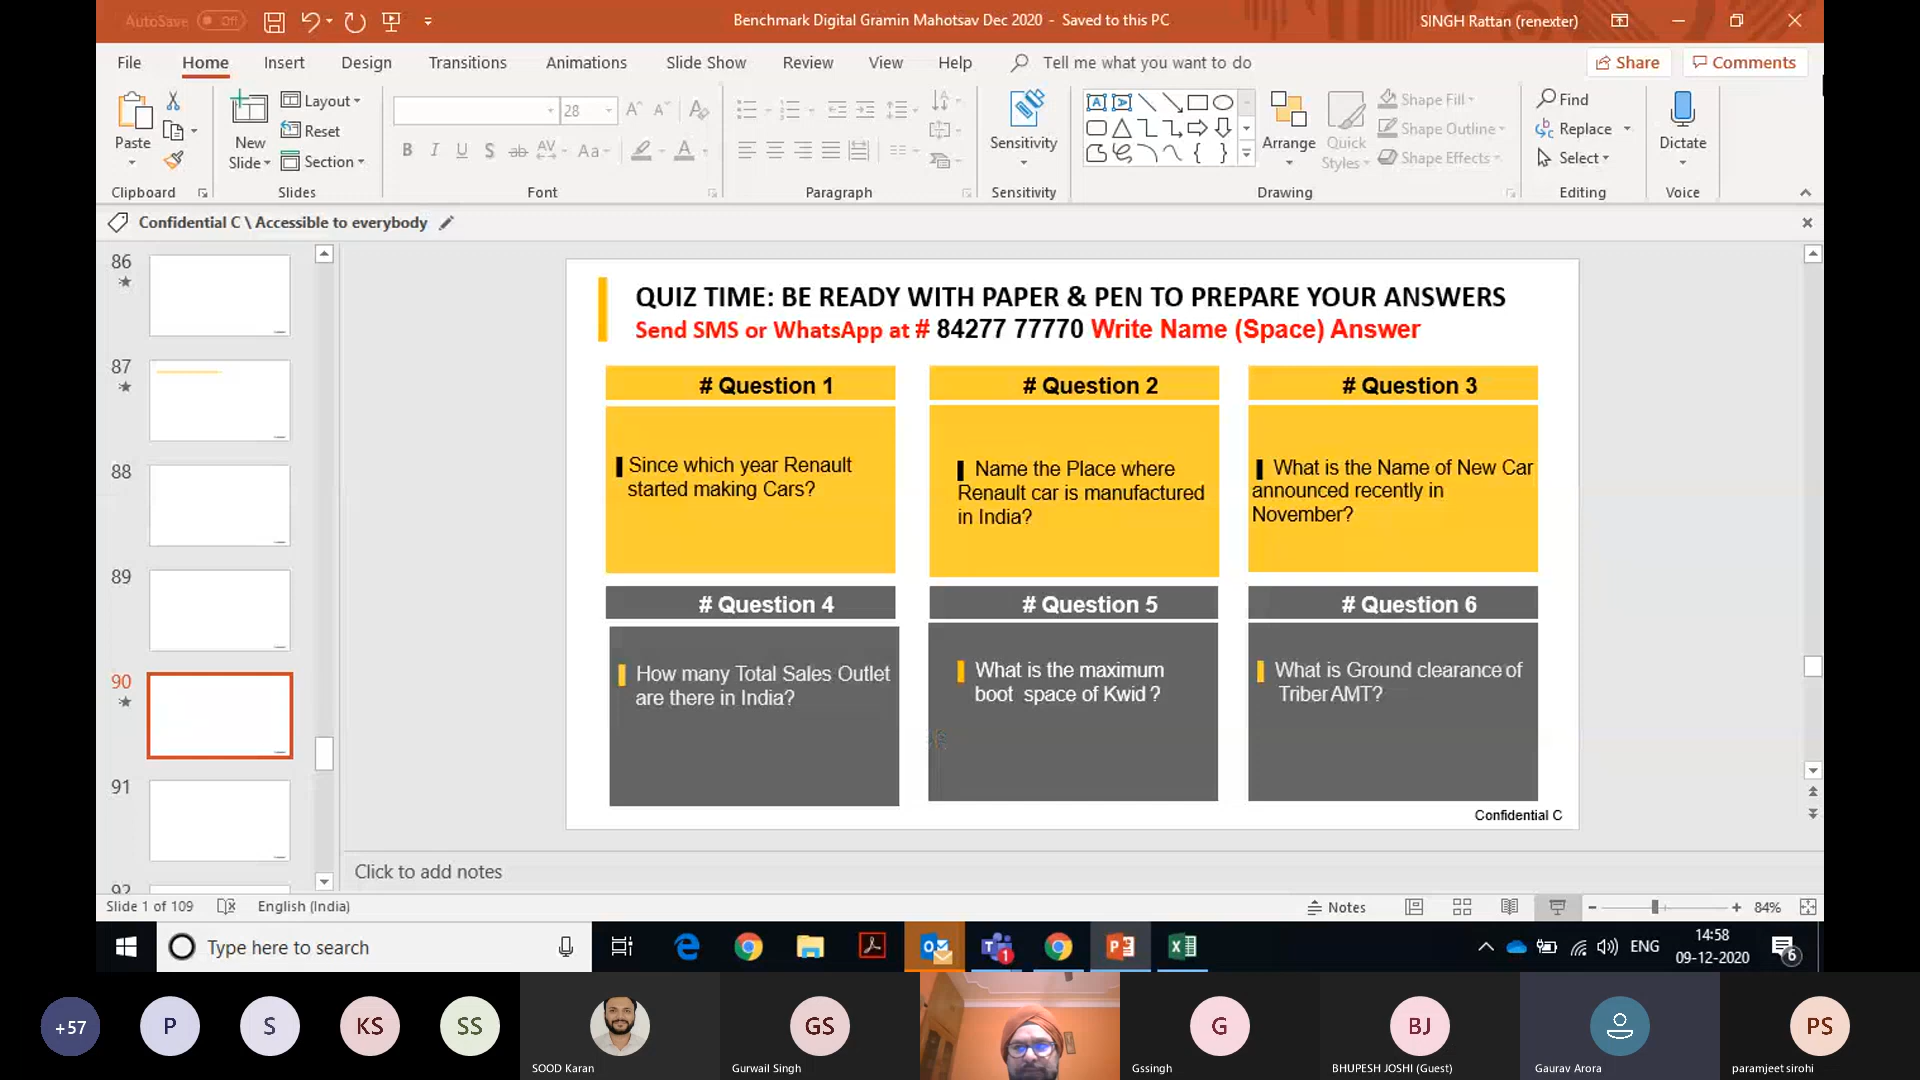 AutoSave Off
Benchmark Digital Gramin Mahotsav Dec 2020 - Saved to this PC
SINGH Rattan (renexter)
File Home Insert Design Transitions Animations Slide Show Review View Help Tell me what you want to do
Share Comments
Paste
New Slide
Layout
Reset
Section
28
B I U S ab AV Aa A
Sensitivity
Arrange
Quick Styles
Shape Fill
Shape Outline
Shape Effects
Find
Replace
Select
Dictate
Clipboard Slides Font Paragraph Sensitivity Drawing Editing Voice
Confidential C \ Accessible to everybody
86
87
88
89
90
91
92
QUIZ TIME: BE READY WITH PAPER & PEN TO PREPARE YOUR ANSWERS
Send SMS or WhatsApp at # 84277 77770 Write Name (Space) Answer
# Question 1
Since which year Renault
started making Cars?
# Question 2
Name the Place where
Renault car is manufactured
in India?
# Question 3
What is the Name of New Car
announced recently in
November?
# Question 4
How many Total Sales Outlet
are there in India?
# Question 5
What is the maximum
boot space of Kwid ?
# Question 6
What is Ground clearance of
Triber AMT?
Confidential C
Click to add notes
Slide 1 of 109 English (India)
Notes
84%
Type here to search
1
ENG
14:58
09-12-2020
6
+57
P
S
KS
SS
SOOD Karan
GS
Gurwail Singh
G
Gssingh
BJ
BHUPESH JOSHI (Guest)
Gaurav Arora
PS
paramjeet sirohi